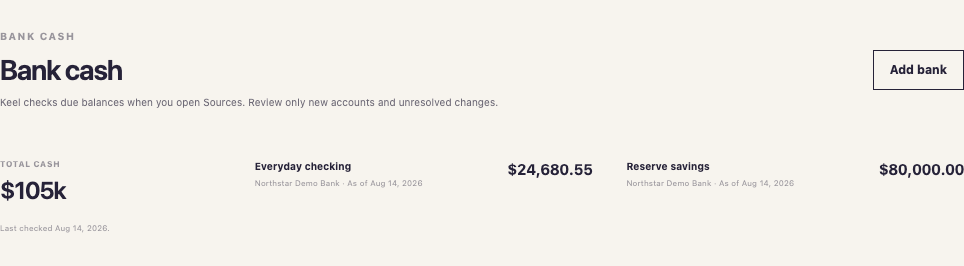 BANK CASH
Bank cash
Add bank
Keel checks due balances when you open Sources. Review only new accounts and unresolved changes.
TOTAL CASH
$105k
Last checked Aug 14, 2026.
Everyday checking
Northstar Demo Bank · As of Aug 14, 2026
$24,680.55
Reserve savings
Northstar Demo Bank · As of Aug 14, 2026
$80,000.00